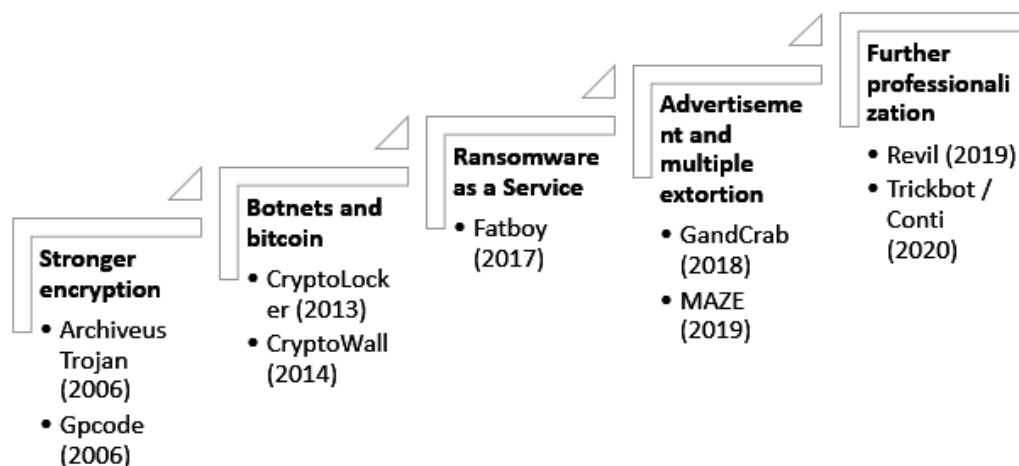 Stronger
encryption
• Archiveus
Trojan
(2006)
• Gpcode
(2006)
Botnets and
bitcoin
• CryptoLock
er (2013)
• CryptoWall
(2014)
Ransomware
as a Service
• Fatboy
(2017)
Advertiseme
nt and
multiple
extortion
• GandCrab
(2018)
• MAZE
(2019)
Further
professionali
zation
• Revil (2019)
• Trickbot /
Conti
(2020)